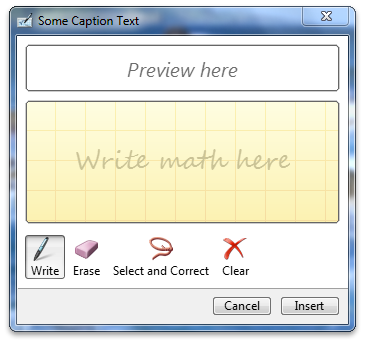 Some Caption Text
Preview here
Write math here
Write Erase Select and Correct Clear
Cancel Insert